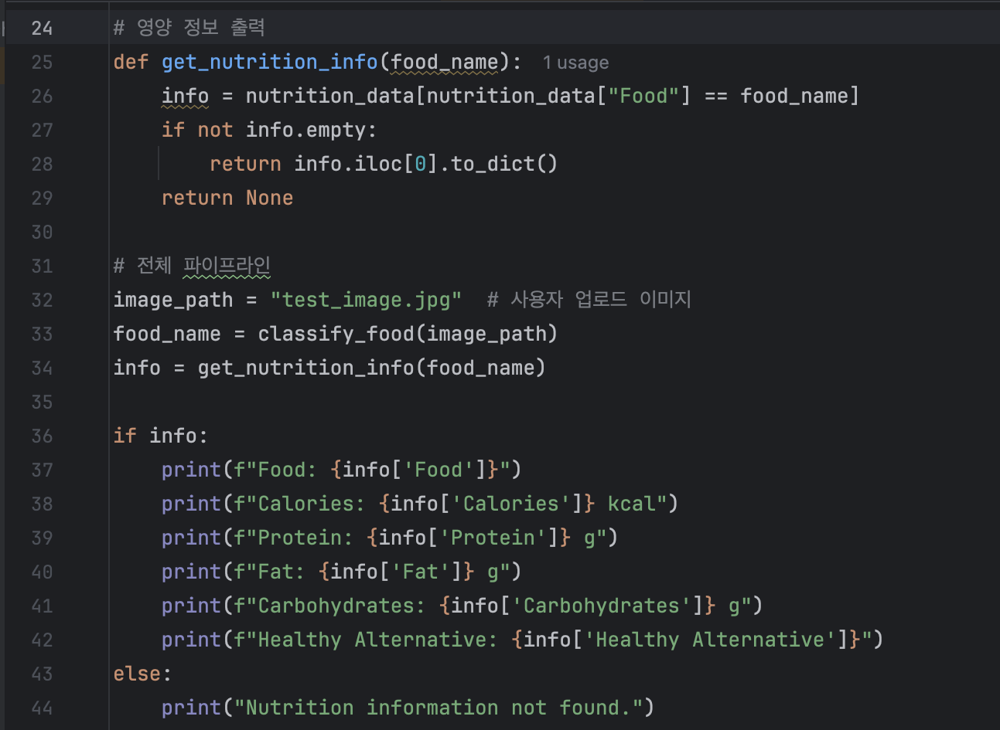 24 # 영양 정보 출력
25 def get_nutrition_info(food_name): 1 usage
26     info = nutrition_data[nutrition_data["Food"] == food_name]
27     if not info.empty:
28         return info.iloc[0].to_dict()
29     return None
30
31 # 전체 파이프라인
32 image_path = "test_image.jpg"  # 사용자 업로드 이미지
33 food_name = classify_food(image_path)
34 info = get_nutrition_info(food_name)
35
36 if info:
37     print(f"Food: {info['Food']}")
38     print(f"Calories: {info['Calories']} kcal")
39     print(f"Protein: {info['Protein']} g")
40     print(f"Fat: {info['Fat']} g")
41     print(f"Carbohydrates: {info['Carbohydrates']} g")
42     print(f"Healthy Alternative: {info['Healthy Alternative']}")
43 else:
44     print("Nutrition information not found.")